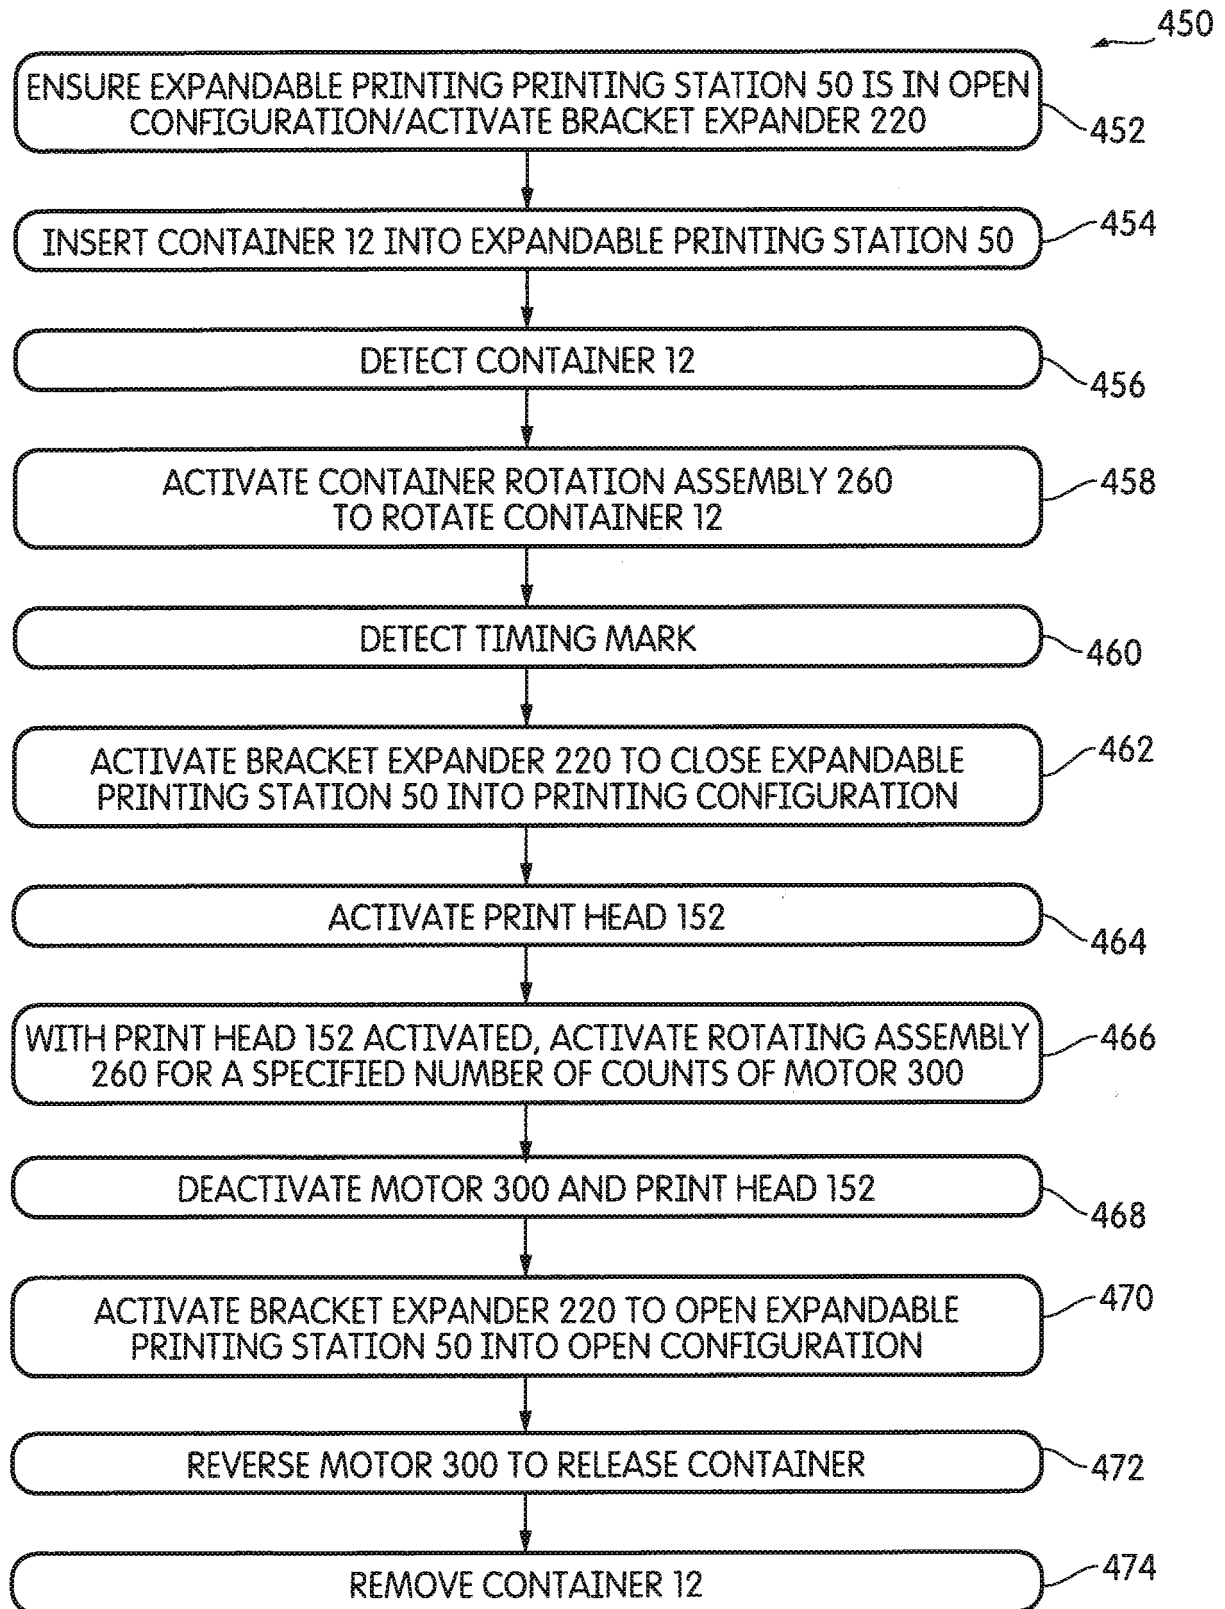 450
ENSURE EXPANDABLE PRINTING PRINTING STATION 50 IS IN OPEN
CONFIGURATION/ACTIVATE BRACKET EXPANDER 220
452
INSERT CONTAINER 12 INTO EXPANDABLE PRINTING STATION 50
454
DETECT CONTAINER 12
456
ACTIVATE CONTAINER ROTATION ASSEMBLY 260
TO ROTATE CONTAINER 12
458
DETECT TIMING MARK
460
ACTIVATE BRACKET EXPANDER 220 TO CLOSE EXPANDABLE
PRINTING STATION 50 INTO PRINTING CONFIGURATION
462
ACTIVATE PRINT HEAD 152
464
WITH PRINT HEAD 152 ACTIVATED, ACTIVATE ROTATING ASSEMBLY
260 FOR A SPECIFIED NUMBER OF COUNTS OF MOTOR 300
466
DEACTIVATE MOTOR 300 AND PRINT HEAD 152
468
ACTIVATE BRACKET EXPANDER 220 TO OPEN EXPANDABLE
PRINTING STATION 50 INTO OPEN CONFIGURATION
470
REVERSE MOTOR 300 TO RELEASE CONTAINER
472
REMOVE CONTAINER 12
474